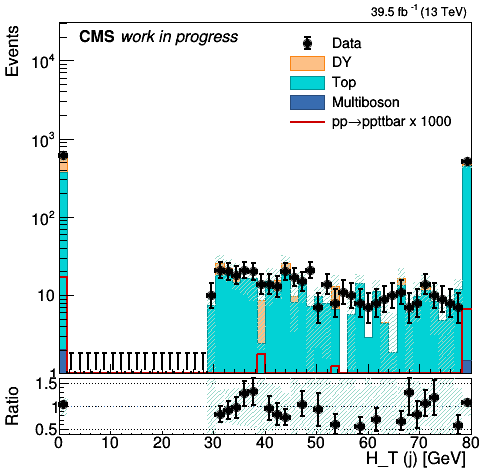 39.5 fb⁻¹ (13 TeV)
CMS work in progress
Data
DY
Top
Multiboson
pp→ppttbar x 1000
Events
10⁴
10³
10²
10
1
Ratio
1.5
1
0.5
0 10 20 30 40 50 60 70 80
H_T (j) [GeV]